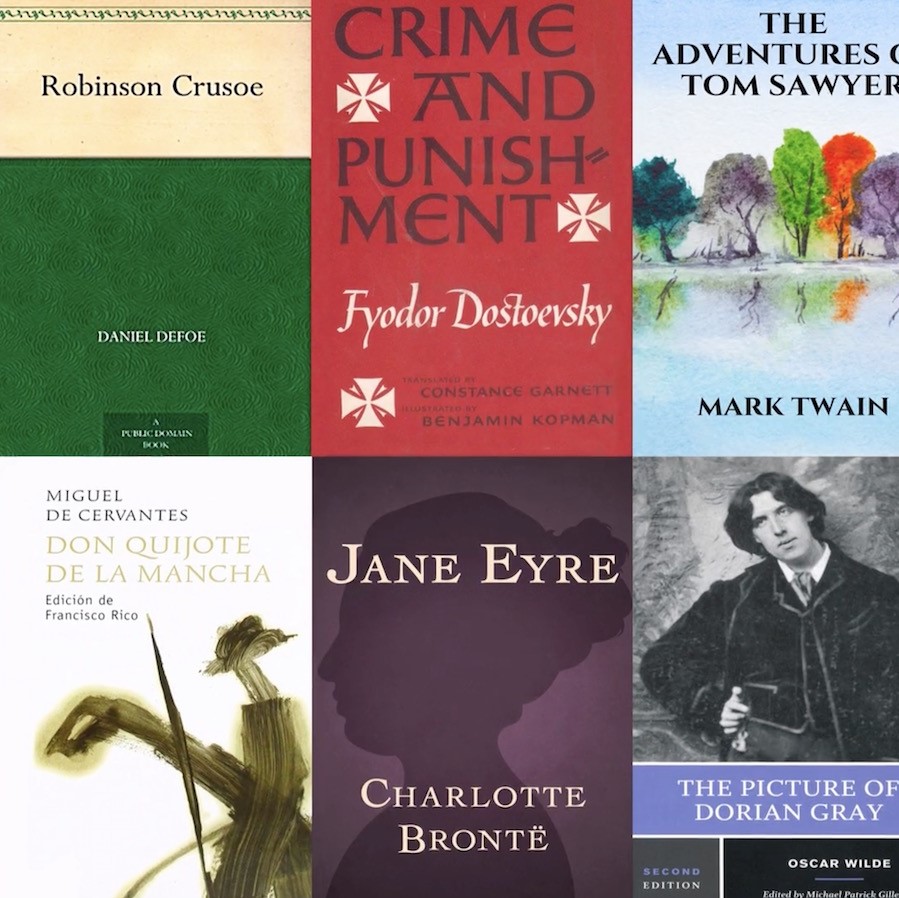 Robinson Crusoe
DANIEL DEFOE
A
PUBLIC DOMAIN
BOOK
CRIME
AND
PUNISH-
MENT
Fyodor Dostoevsky
TRANSLATED BY
CONSTANCE GARNETT
ILLUSTRATED BY
BENJAMIN KOPMAN
THE
ADVENTURES O
TOM SAWYER
MARK TWAIN
MIGUEL
DE CERVANTES
DON QUIJOTE
DE LA MANCHA
Edición de
Francisco Rico
JANE EYRE
CHARLOTTE
BRONTË
THE PICTURE OF
DORIAN GRAY
SECOND
EDITION
OSCAR WILDE
Edited by Michael Patrick Gille